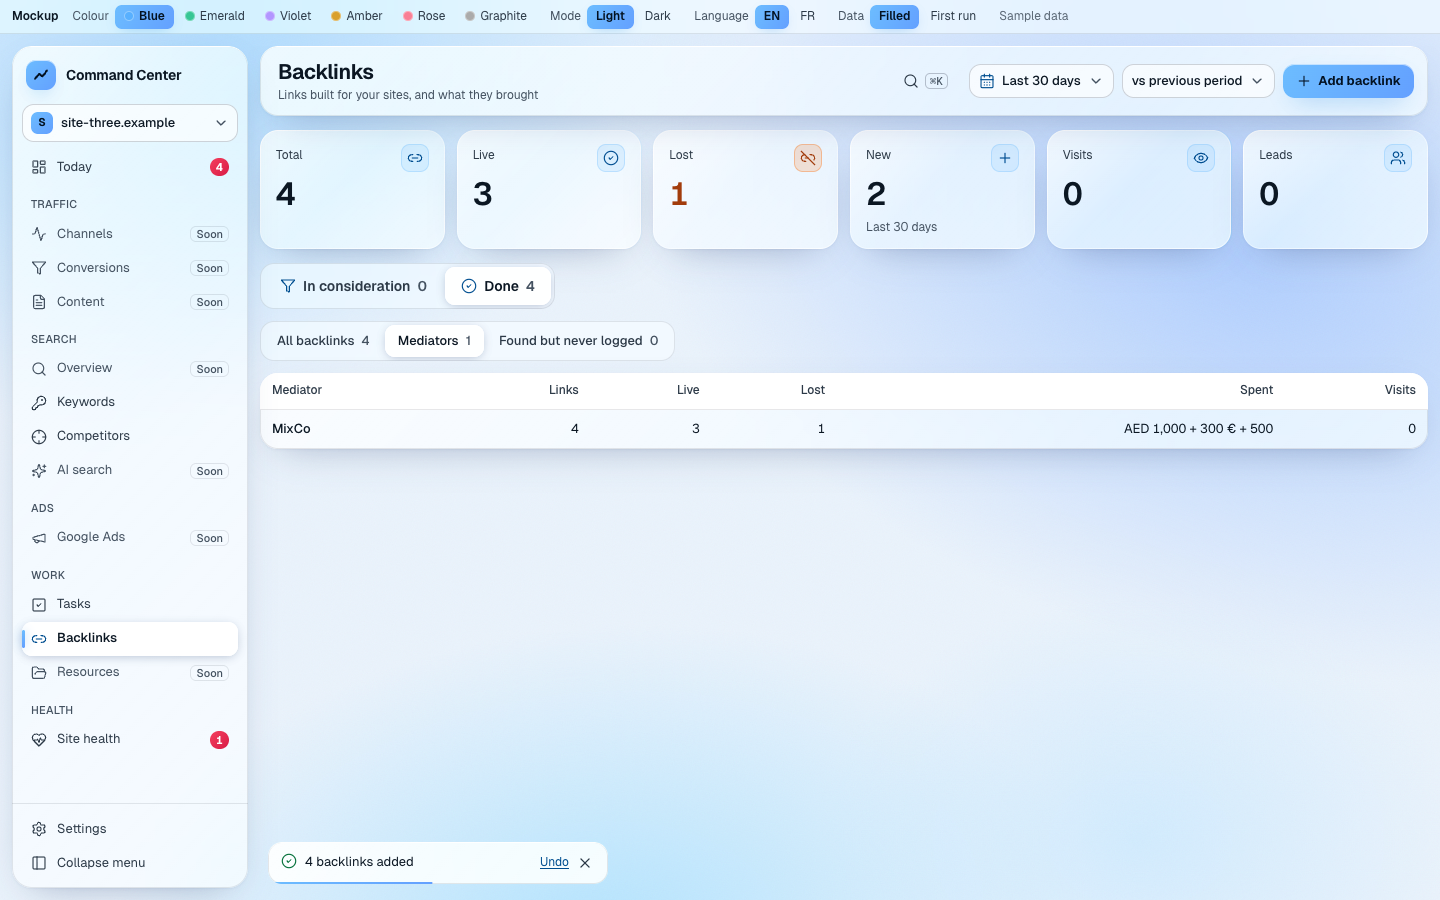 Mockup Colour Blue Emerald Violet Amber Rose Graphite Mode Light Dark Language EN FR Data Filled First run Sample data
Command Center
S site-three.example
Today 4
TRAFFIC
Channels Soon
Conversions Soon
Content Soon
SEARCH
Overview Soon
Keywords
Competitors
AI search Soon
ADS
Google Ads Soon
WORK
Tasks
Backlinks
Resources Soon
HEALTH
Site health 1
Settings
Collapse menu
Backlinks
Links built for your sites, and what they brought
⌘K Last 30 days vs previous period Add backlink
Total Live Lost New Visits Leads
4 3 1 2 0 0
Last 30 days
In consideration 0 Done 4
All backlinks 4 Mediators 1 Found but never logged 0
Mediator Links Live Lost Spent Visits
MixCo 4 3 1 AED 1,000 + 300 € + 500 0
4 backlinks added Undo